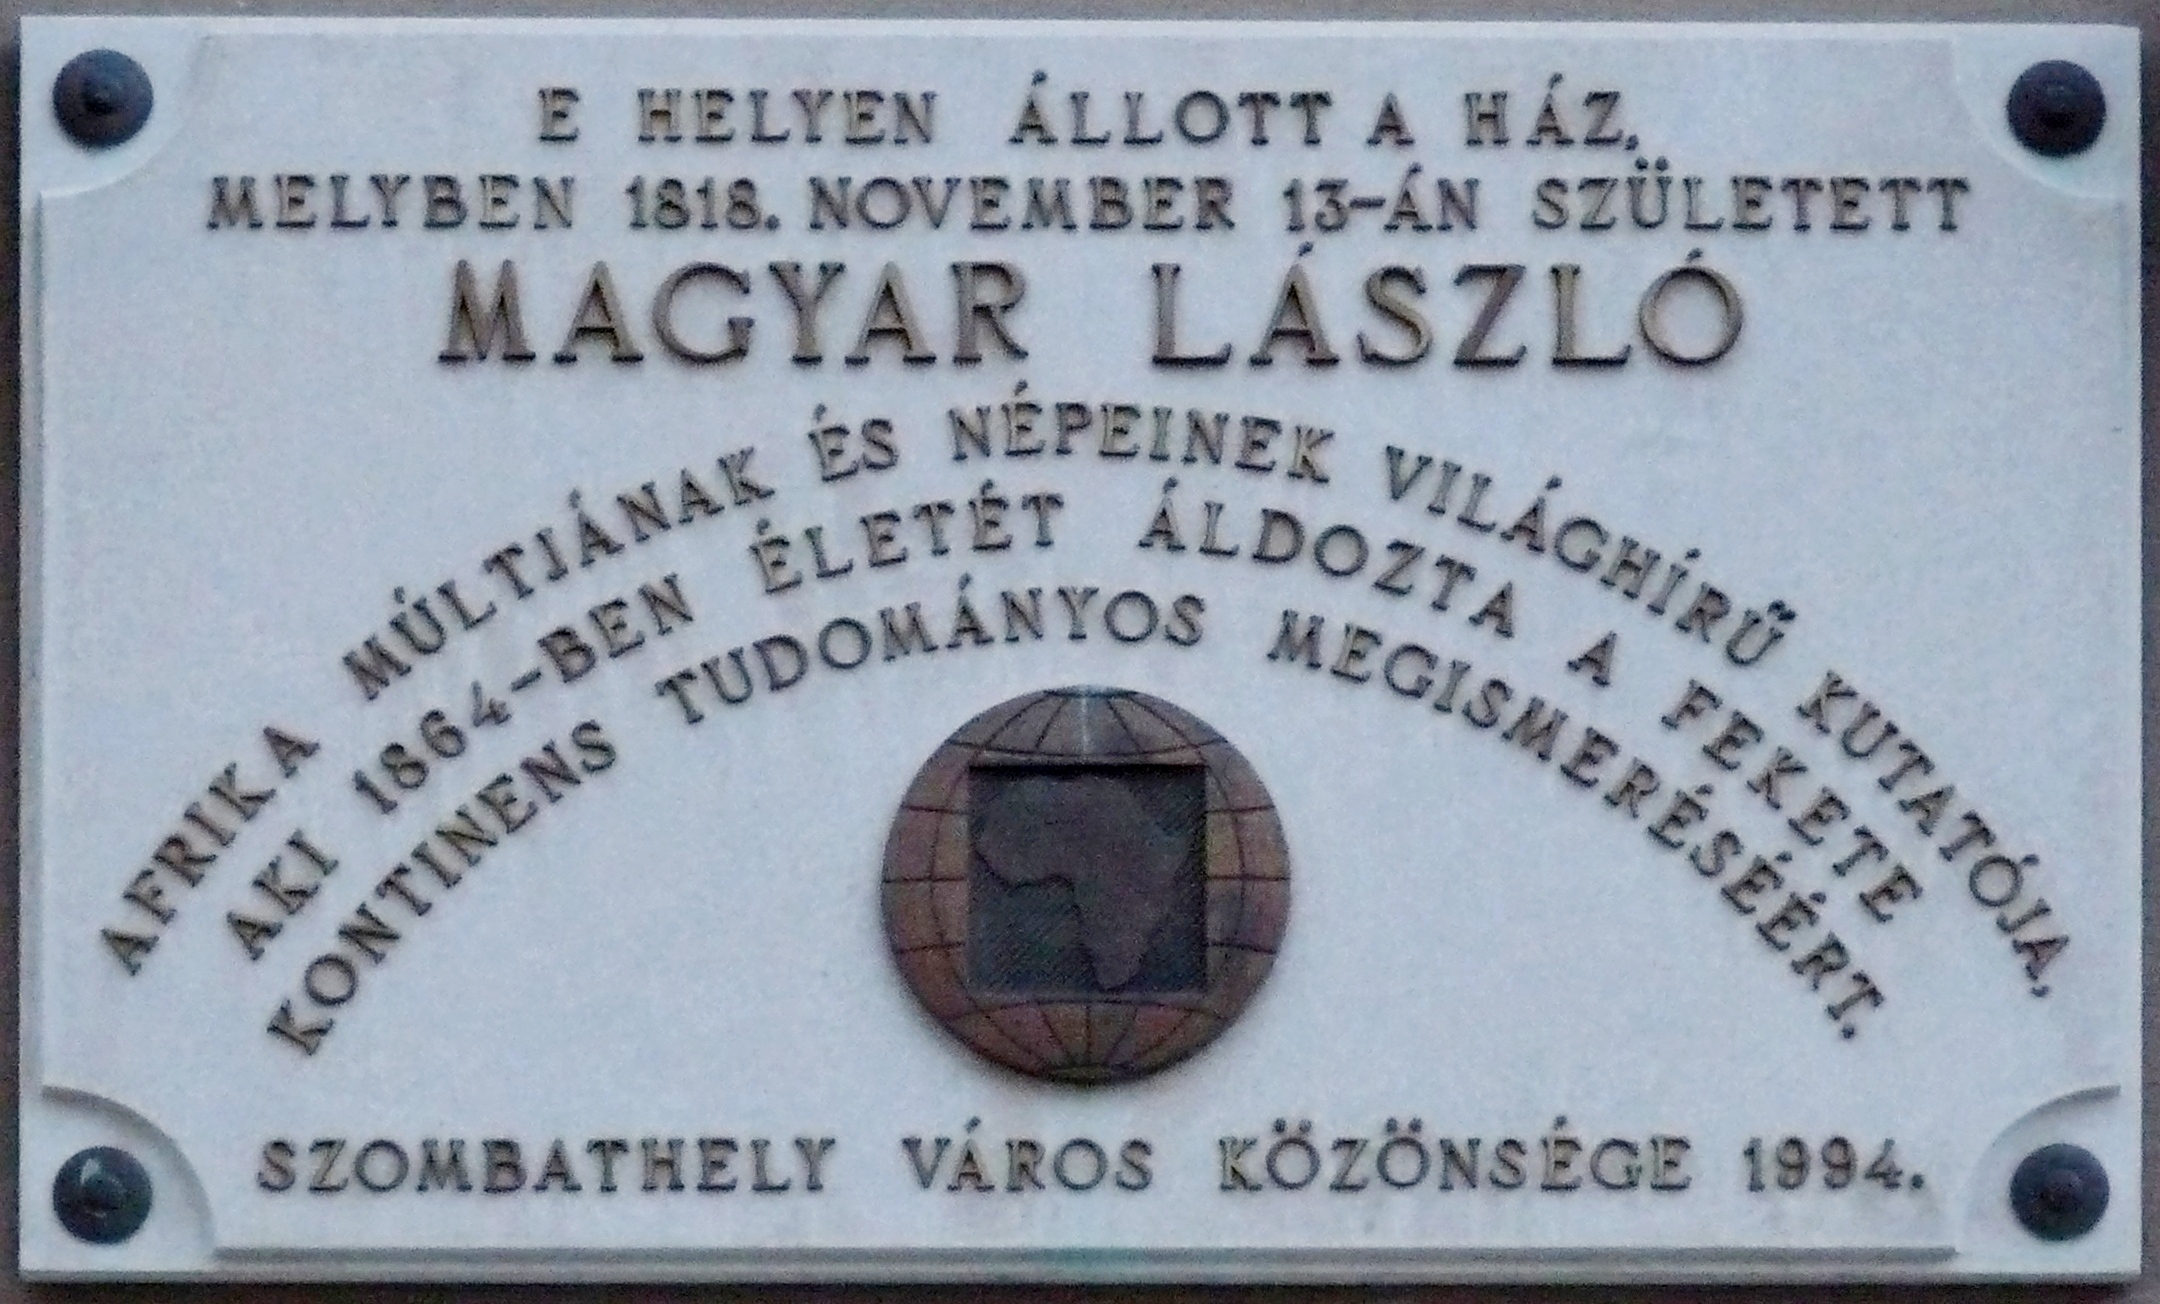 E HELYEN ÁLLOTT A HÁZ,
MELYBEN 1818. NOVEMBER 13-ÁN SZÜLETETT
MAGYAR LÁSZLÓ
AFRIKA MÚLTJÁNAK ÉS NÉPEINEK VILÁGHÍRŰ KUTATÓJA,
AKI 1864-BEN ÉLETÉT ÁLDOZTA A FEKETE
KONTINENS TUDOMÁNYOS MEGISMERÉSÉÉRT.
SZOMBATHELY VÁROS KÖZÖNSÉGE 1994.